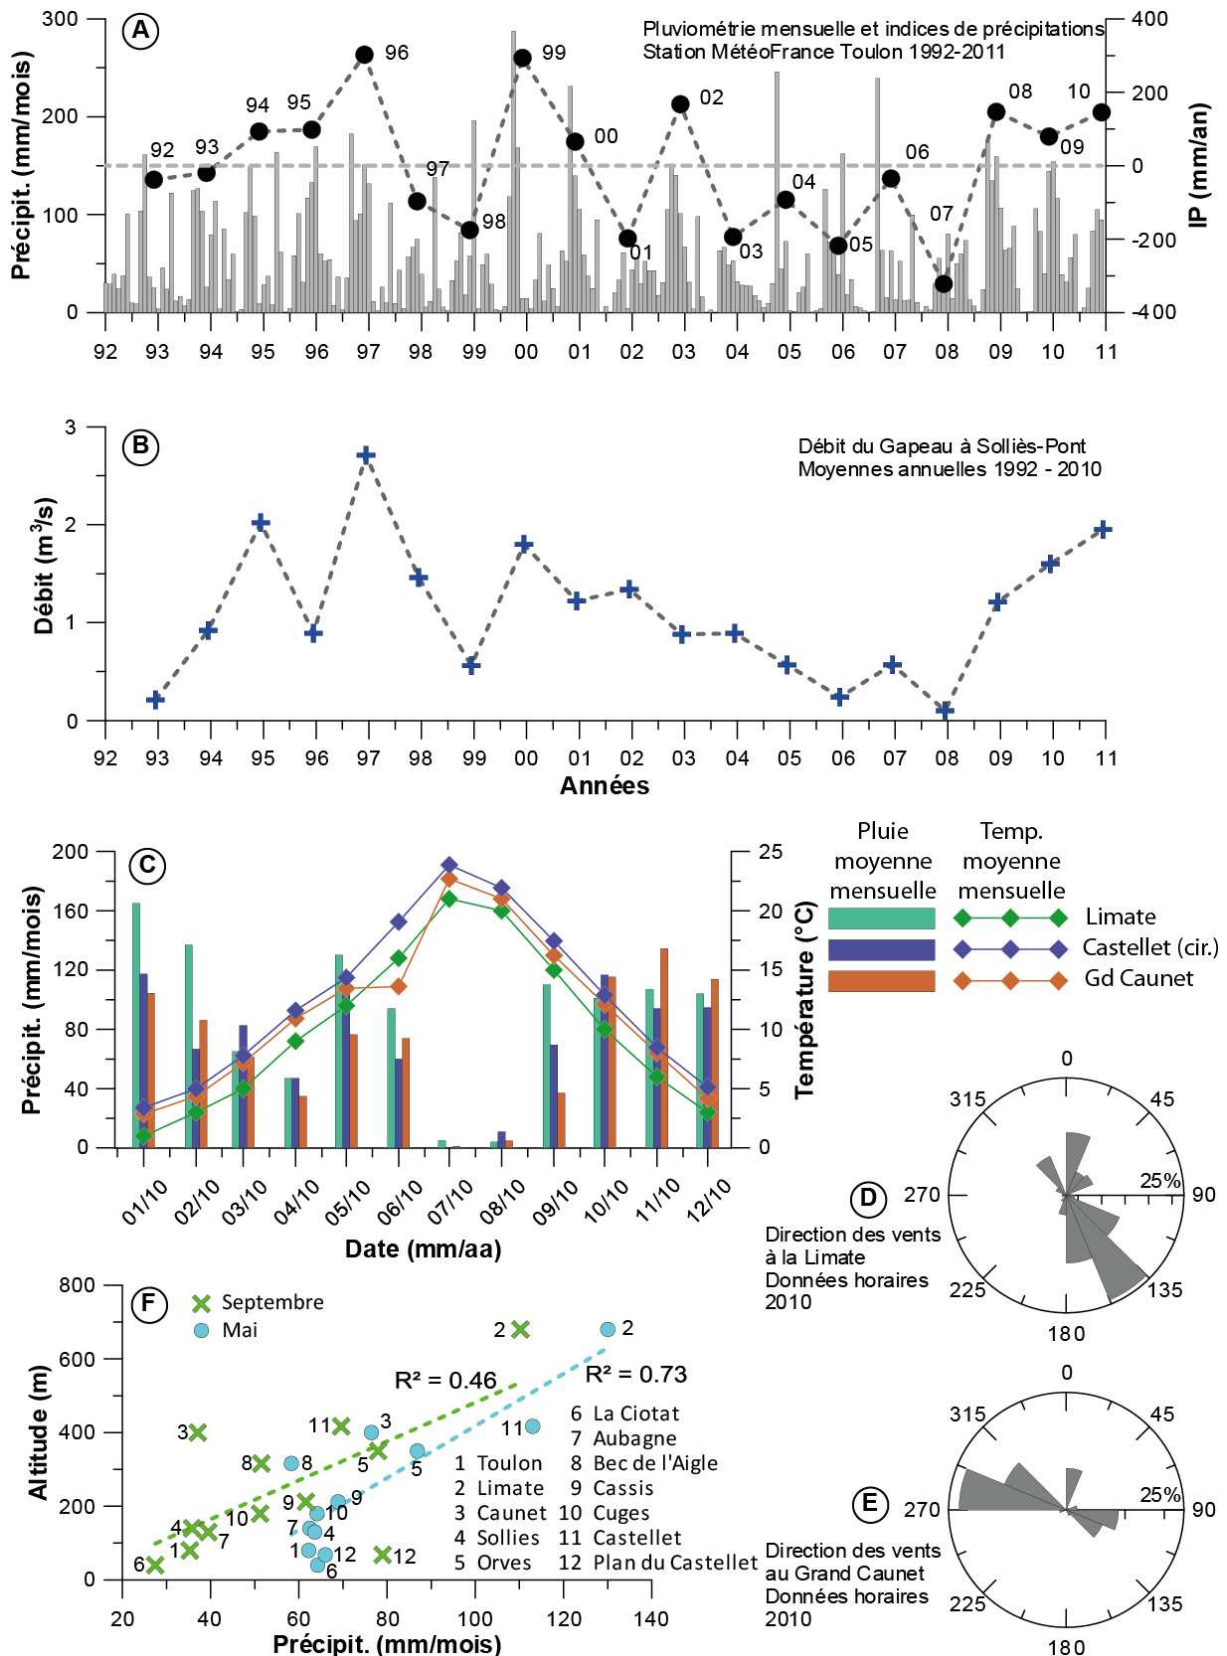 A
Pluviométrie mensuelle et indices de précipitations
Station MétéoFrance Toulon 1992-2011
Précipit. (mm/mois)
300
200
100
0
IP (mm/an)
400
200
0
-200
-400
92 93 94 95 96 97 98 99 00 01 02 03 04 05 06 07 08 09 10
92 93 94 95 96 97 98 99 00 01 02 03 04 05 06 07 08 09 10 11
B
Débit du Gapeau à Solliès-Pont
Moyennes annuelles 1992 - 2010
Débit (m³/s)
3
2
1
0
92 93 94 95 96 97 98 99 00 01 02 03 04 05 06 07 08 09 10 11
Années
C
Précipit. (mm/mois)
200
160
120
80
40
0
Température (°C)
25
20
15
10
5
0
01/10 02/10 03/10 04/10 05/10 06/10 07/10 08/10 09/10 10/10 11/10 12/10
Date (mm/aa)
Pluie moyenne mensuelle
Temp. moyenne mensuelle
Limate
Castellet (cir.)
Gd Caunet
D
Direction des vents
à la Limate
Données horaires
2010
0
45
90
135
180
225
270
315
25%
E
Direction des vents
au Grand Caunet
Données horaires
2010
0
45
90
135
180
225
270
315
25%
F
Septembre
Mai
Altitude (m)
800
600
400
200
0
2 2
R² = 0.46
R² = 0.73
3 11 3 11
8 8 5 5
10 9 10 9
4 7 7 4
1 1 12 12
6 6
1 Toulon
2 Limate
3 Caunet
4 Sollies
5 Orves
6 La Ciotat
7 Aubagne
8 Bec de l'Aigle
9 Cassis
10 Cuges
11 Castellet
12 Plan du Castellet
20 40 60 80 100 120 140
Précipit. (mm/mois)